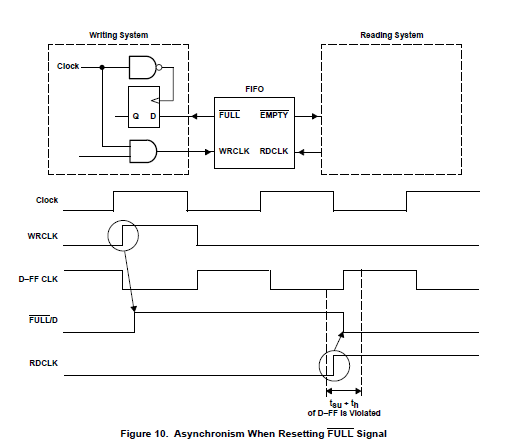 Writing System
Reading System
Clock
FIFO
Q D
FULL EMPTY
WRCLK RDCLK
Clock
WRCLK
D–FF CLK
FULL/D
RDCLK
tsu + th
of D–FF Is Violated
Figure 10. Asynchronism When Resetting FULL Signal